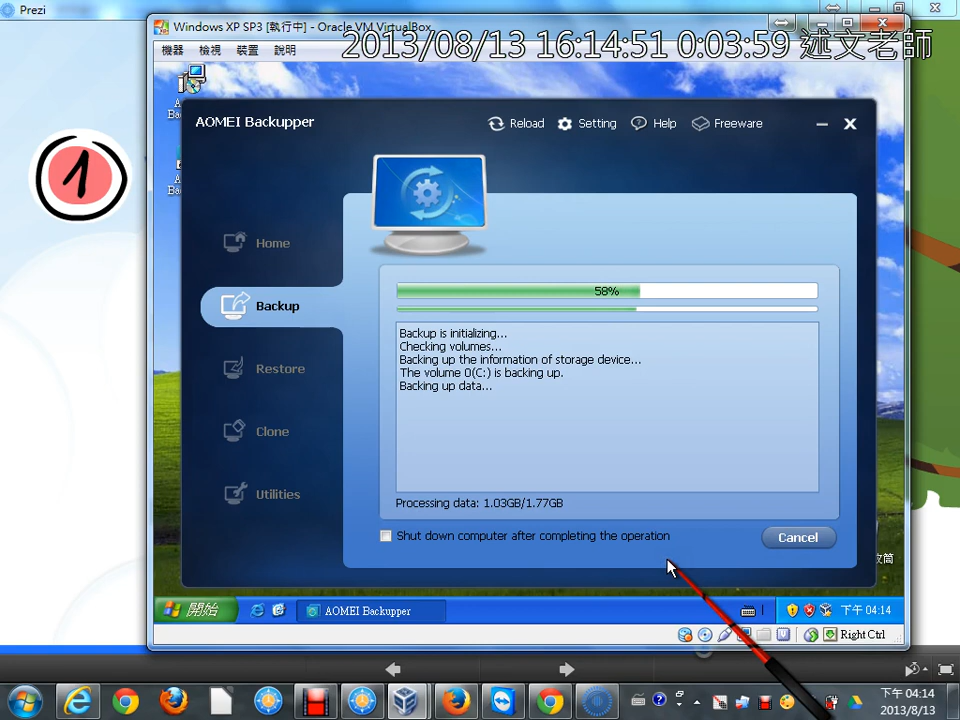 Prezi
Windows XP SP3 [執行中] - Oracle VM VirtualBox
機器 檢視 裝置 說明
2013/08/13 16:14:51 0:03:59 述文老師
AOMEI Backupper
Reload
Setting
Help
Freeware
1
Home
58%
Backup
Backup is initializing...
Checking volumes...
Backing up the information of storage device...
The volume 0(C:) is backing up.
Backing up data...
Restore
Clone
Utilities
Processing data: 1.03GB/1.77GB
Shut down computer after completing the operation
Cancel
開始
AOMEI Backupper
下午 04:14
Right Ctrl
下午 04:14
2013/8/13